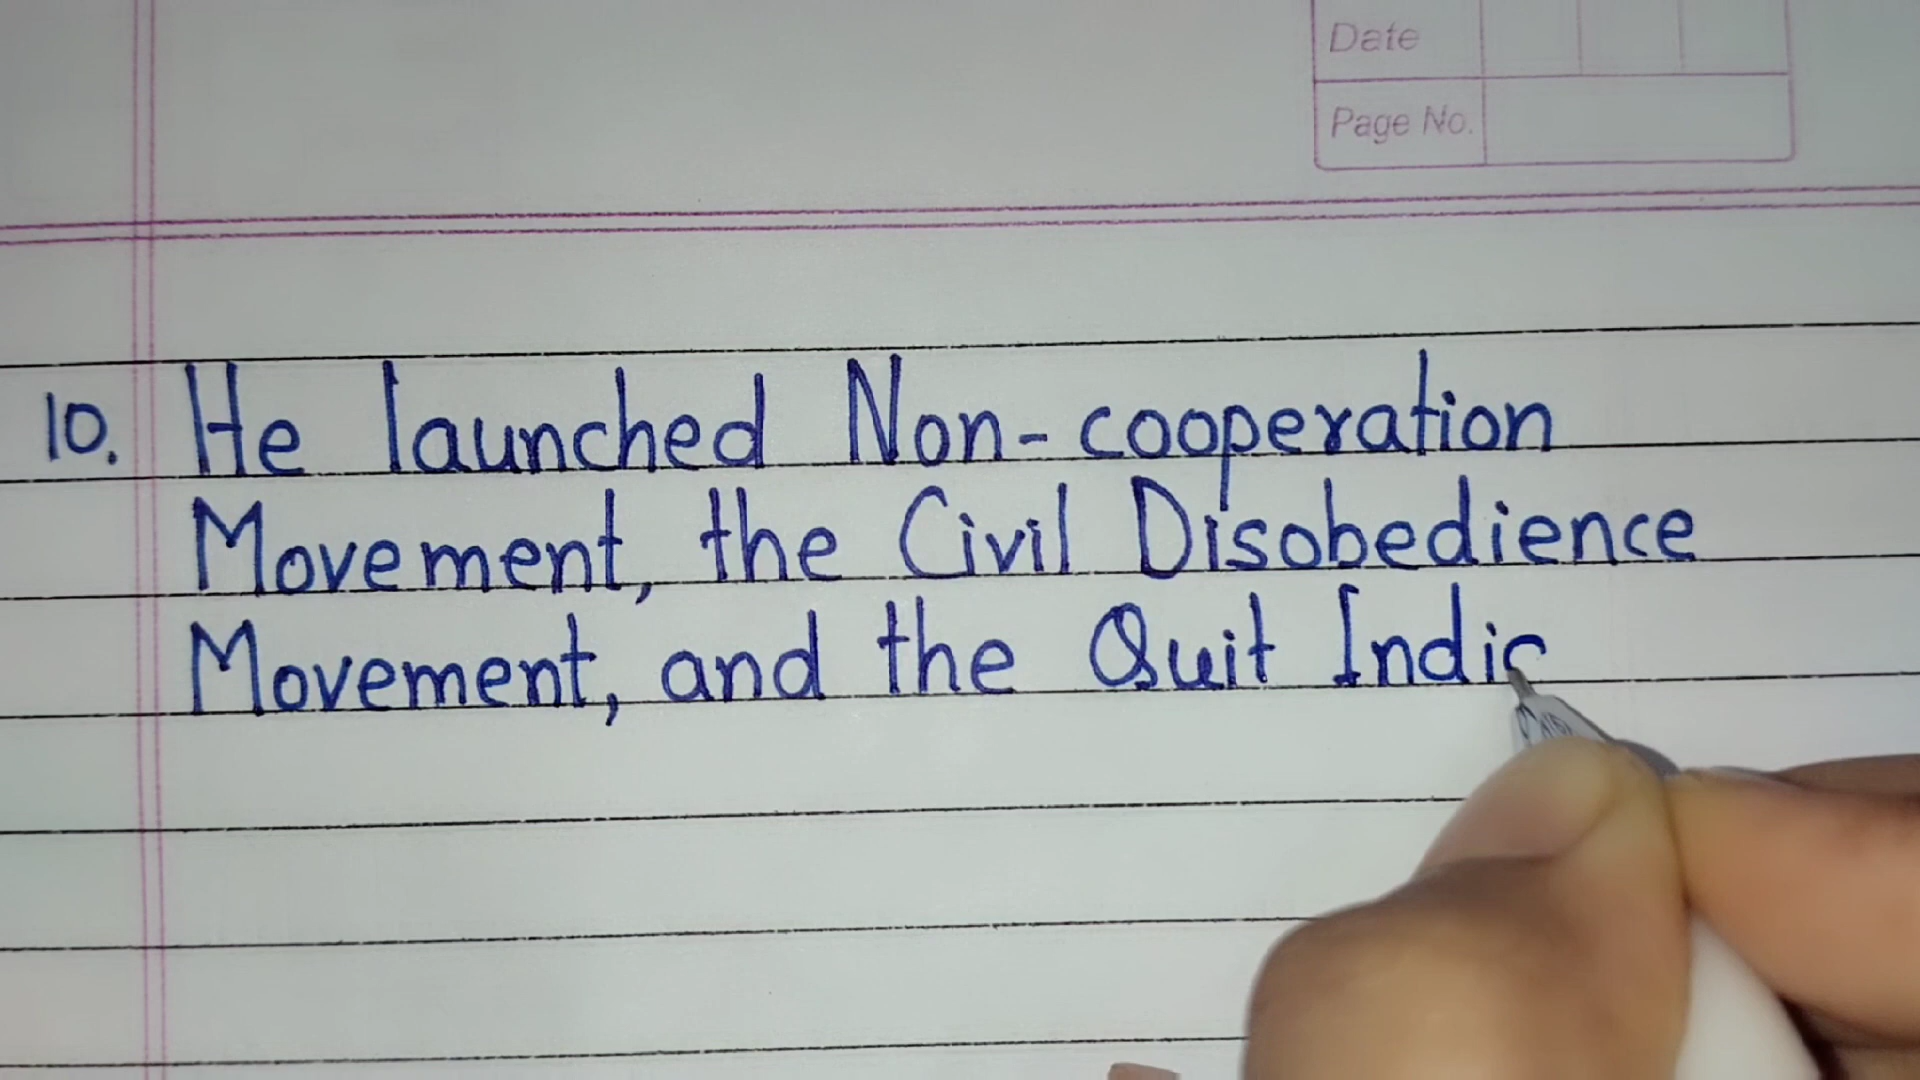 Date
Page No.
10. He launched Non-cooperation
Movement, the Civil Disobedience
Movement, and the Quit Indi